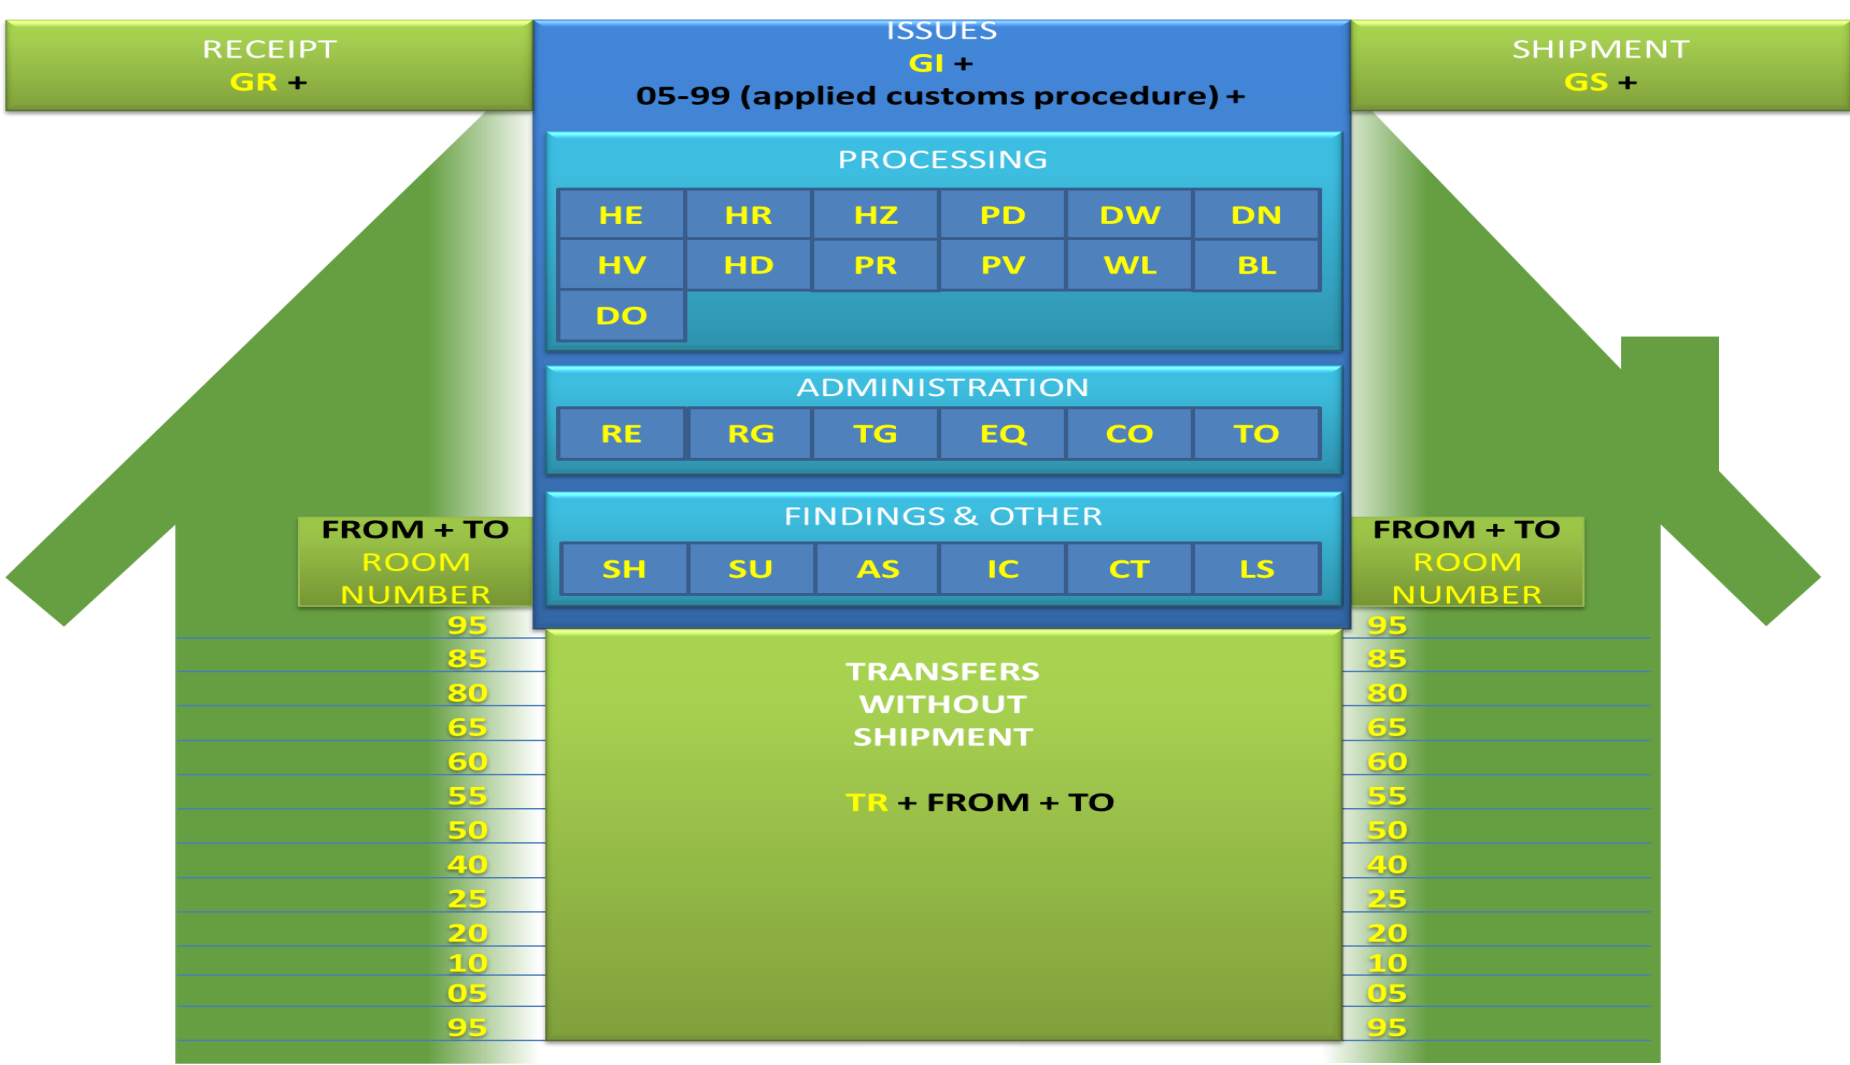 RECEIPT
GR +
ISSUES
GI +
05-99 (applied customs procedure) +
SHIPMENT
GS +
PROCESSING
HE HR HZ PD DW DN
HV HD PR PV WL BL
DO
ADMINISTRATION
RE RG TG EQ CO TO
FINDINGS & OTHER
SH SU AS IC CT LS
FROM + TO
ROOM
NUMBER
95
85
80
65
60
55
50
40
25
20
10
05
95
TRANSFERS
WITHOUT
SHIPMENT
TR + FROM + TO
FROM + TO
ROOM
NUMBER
95
85
80
65
60
55
50
40
25
20
10
05
95